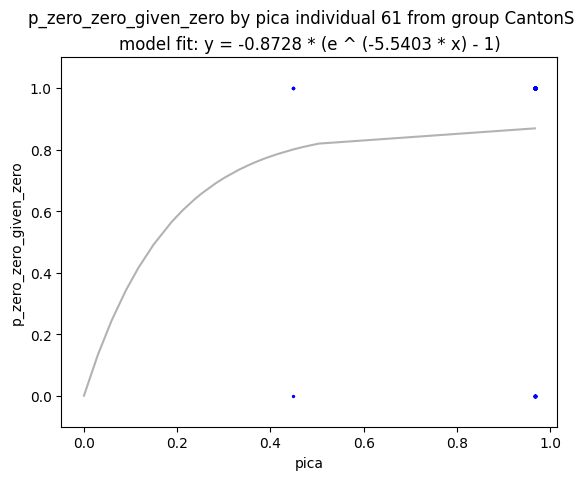 p_zero_zero_given_zero by pica individual 61 from group CantonS
model fit: y = -0.8728 * (e ^ (-5.5403 * x) - 1)
1.0
0.8
0.6
0.4
0.2
0.0
p_zero_zero_given_zero
0.0 0.2 0.4 0.6 0.8 1.0
pica